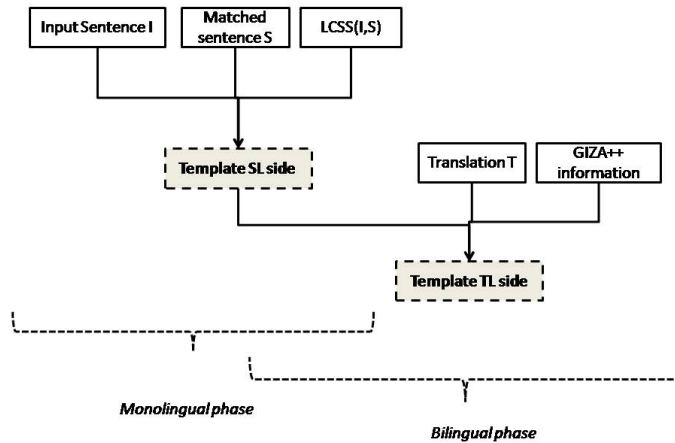 Input Sentence I
Matched
sentence S
LCSS(I,S)
Template SL side
Translation T
GIZA++
information
Template TL side
Monolingual phase
Bilingual phase